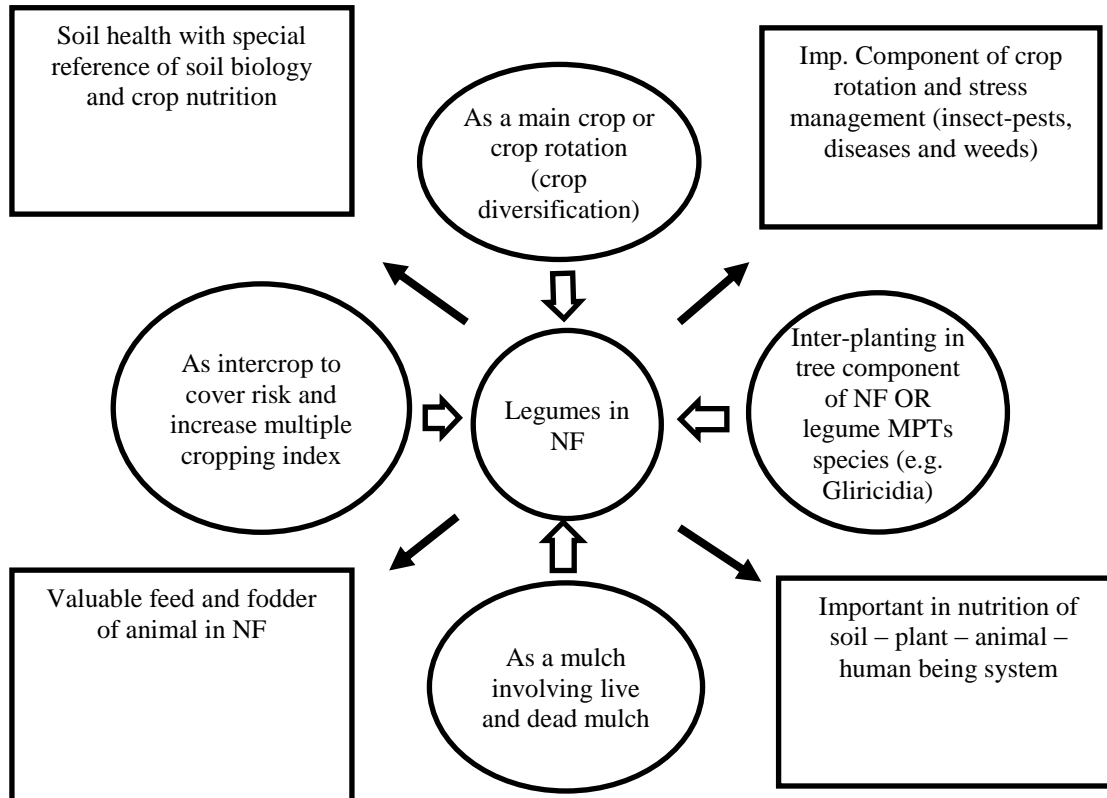 Soil health with special
reference of soil biology
and crop nutrition
As a main crop or
crop rotation
(crop
diversification)
Imp. Component of crop
rotation and stress
management (insect-pests,
diseases and weeds)
As intercrop to
cover risk and
increase multiple
cropping index
Legumes in
NF
Inter-planting in
tree component
of NF OR
legume MPTs
species (e.g.
Gliricidia)
Valuable feed and fodder
of animal in NF
As a mulch
involving live
and dead mulch
Important in nutrition of
soil – plant – animal –
human being system